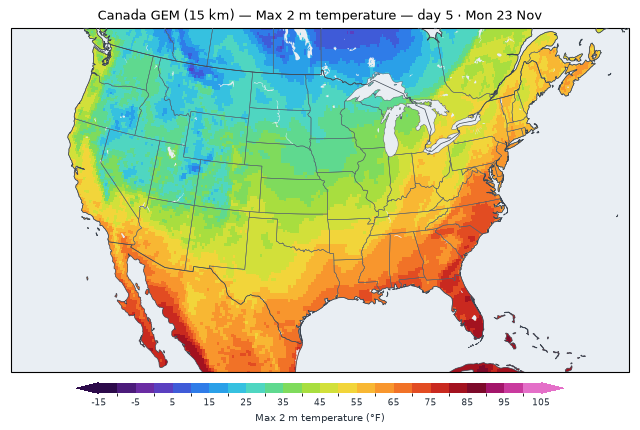 Canada GEM (15 km) — Max 2 m temperature — day 5 · Mon 23 Nov
-15 -5 5 15 25 35 45 55 65 75 85 95 105
Max 2 m temperature (°F)